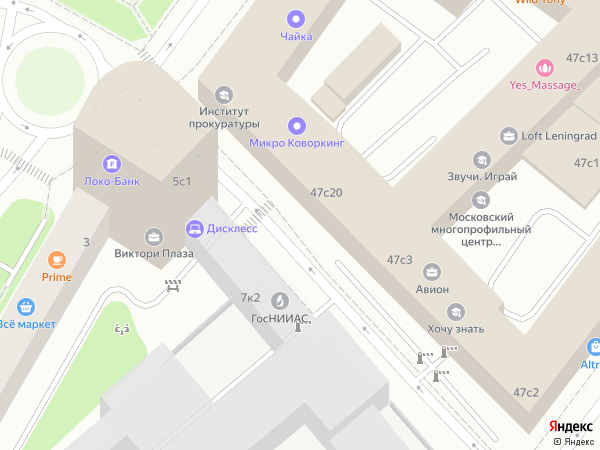 Wild Tony
Чайка
47с13
Yes_Massage_
Институт
прокуратуры
Микро Коворкинг
Loft Leningrad
Звучи. Играй
47с1
Локо-Банк
5с1
47с20
Московский
многопрофильный
центр...
Дисклесс
3
Виктори Плаза
47с3
Prime
Авион
7к2
ГосНИИАС
Всё маркет
Хочу знать
Altr
47с2
Яндекс
© Яндекс